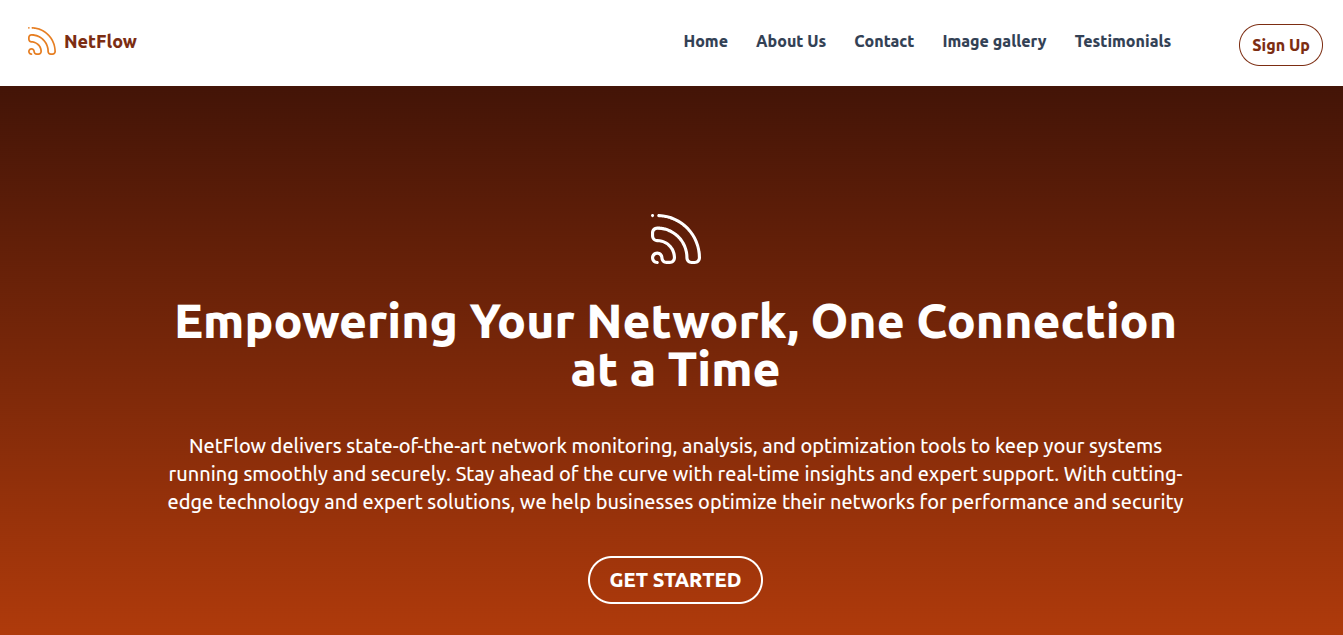 NetFlow
Home About Us Contact Image gallery Testimonials
Sign Up
Empowering Your Network, One Connection
at a Time
NetFlow delivers state-of-the-art network monitoring, analysis, and optimization tools to keep your systems
running smoothly and securely. Stay ahead of the curve with real-time insights and expert support. With cutting-
edge technology and expert solutions, we help businesses optimize their networks for performance and security
GET STARTED